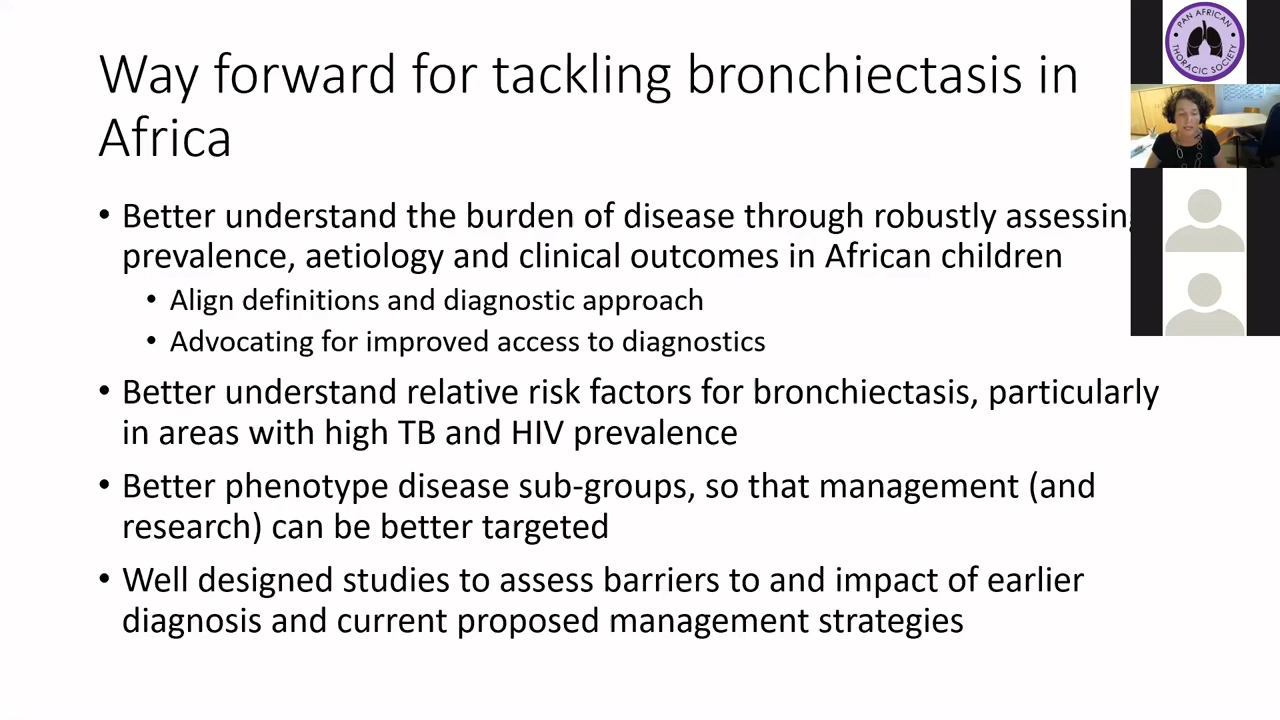 Way forward for tackling bronchiectasis in
Africa
• Better understand the burden of disease through robustly assessing
prevalence, aetiology and clinical outcomes in African children
• Align definitions and diagnostic approach
• Advocating for improved access to diagnostics
• Better understand relative risk factors for bronchiectasis, particularly
in areas with high TB and HIV prevalence
• Better phenotype disease sub-groups, so that management (and
research) can be better targeted
• Well designed studies to assess barriers to and impact of earlier
diagnosis and current proposed management strategies
PAN AFRICAN
THORACIC SOCIETY